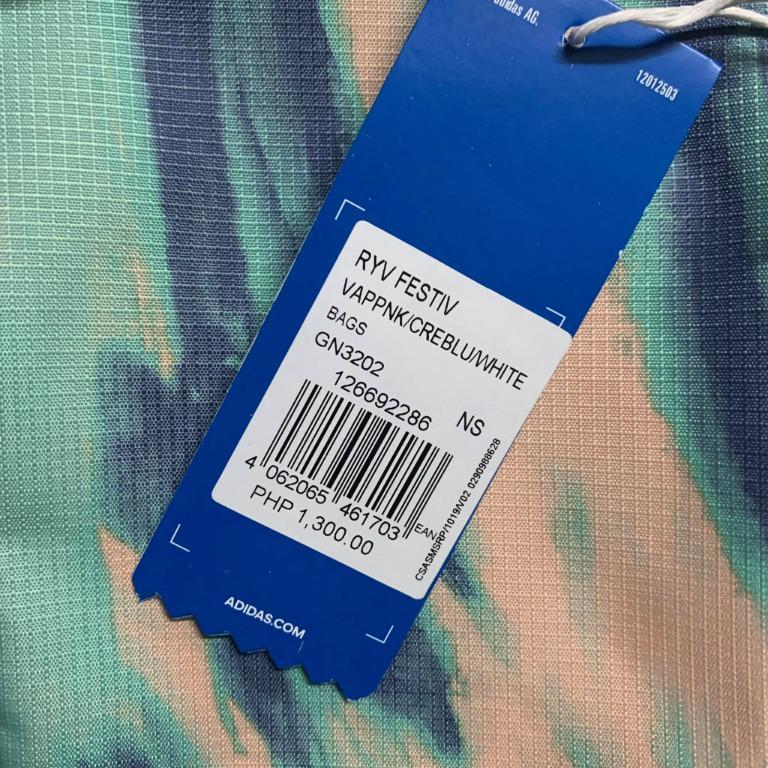 adidas AG.
12012503
RYV FESTIV
VAPPNK/CREBLU/WHITE
BAGS
GN3202
126692286
NS
4 062065 461703
EAN
PHP 1,300.00
CSASMSRP/1019/V02 0290988628
ADIDAS.COM